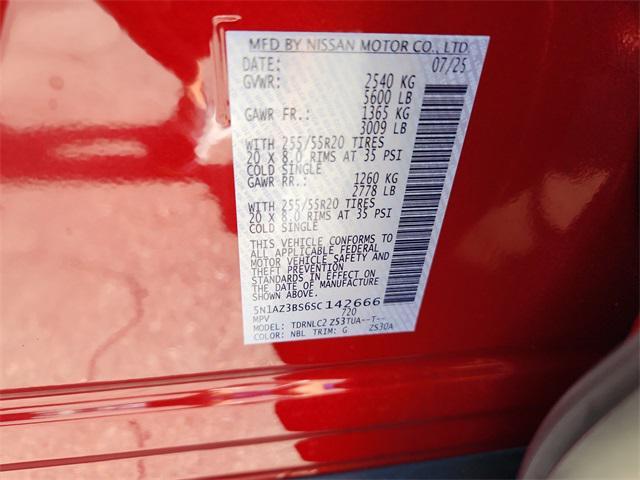 MFD BY NISSAN MOTOR CO., LTD.
DATE: 07/25
GVWR: 2540 KG
5600 LB
GAWR FR.: 1365 KG
3009 LB
WITH 255/55R20 TIRES
20 X 8.0 RIMS AT 35 PSI
COLD SINGLE
GAWR RR.: 1260 KG
2778 LB
WITH 255/55R20 TIRES
20 X 8.0 RIMS AT 35 PSI
COLD SINGLE
THIS VEHICLE CONFORMS TO
ALL APPLICABLE FEDERAL
MOTOR VEHICLE SAFETY AND
THEFT PREVENTION
STANDARDS IN EFFECT ON
THE DATE OF MANUFACTURE
SHOWN ABOVE.
5N1AZ3BS6SC142666
MPV 720
MODEL: TDRNLC2 Z53TUA--T--
COLOR: NBL TRIM: G ZS30A